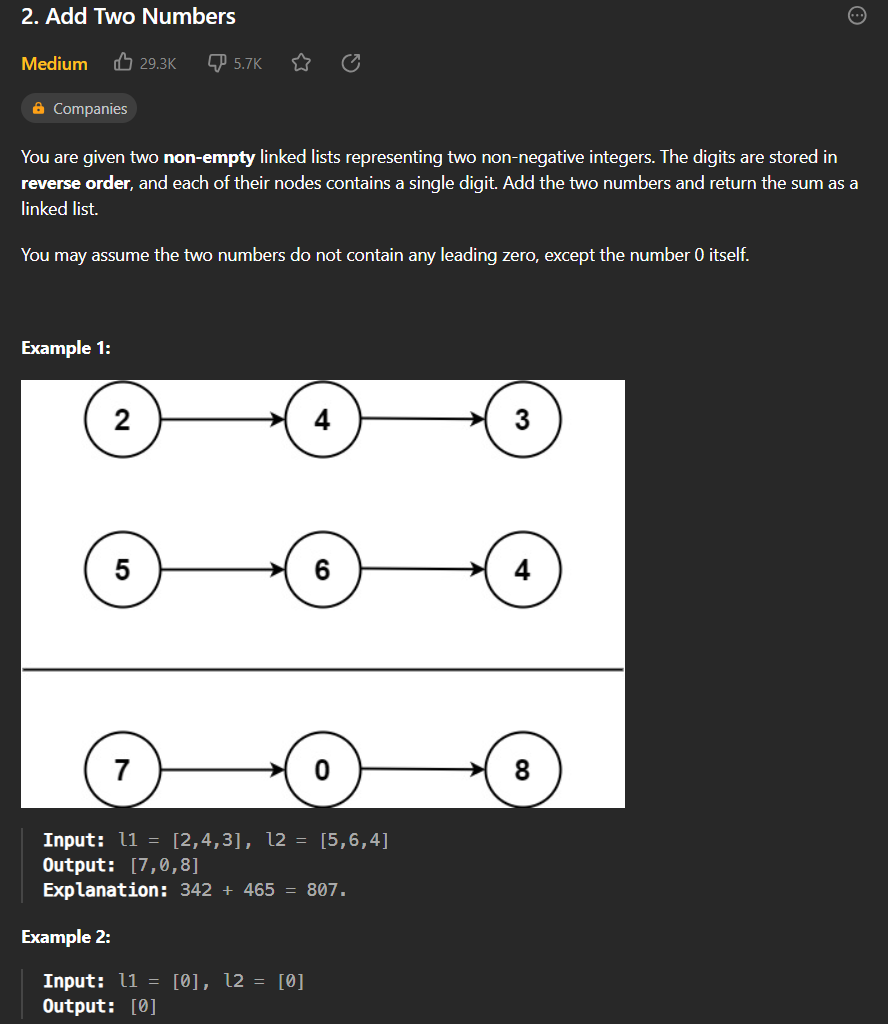 2. Add Two Numbers
Medium 29.3K 5.7K
Companies
You are given two non-empty linked lists representing two non-negative integers. The digits are stored in
reverse order, and each of their nodes contains a single digit. Add the two numbers and return the sum as a
linked list.
You may assume the two numbers do not contain any leading zero, except the number 0 itself.
Example 1:
2 4 3
5 6 4
7 0 8
Input: l1 = [2,4,3], l2 = [5,6,4]
Output: [7,0,8]
Explanation: 342 + 465 = 807.
Example 2:
Input: l1 = [0], l2 = [0]
Output: [0]